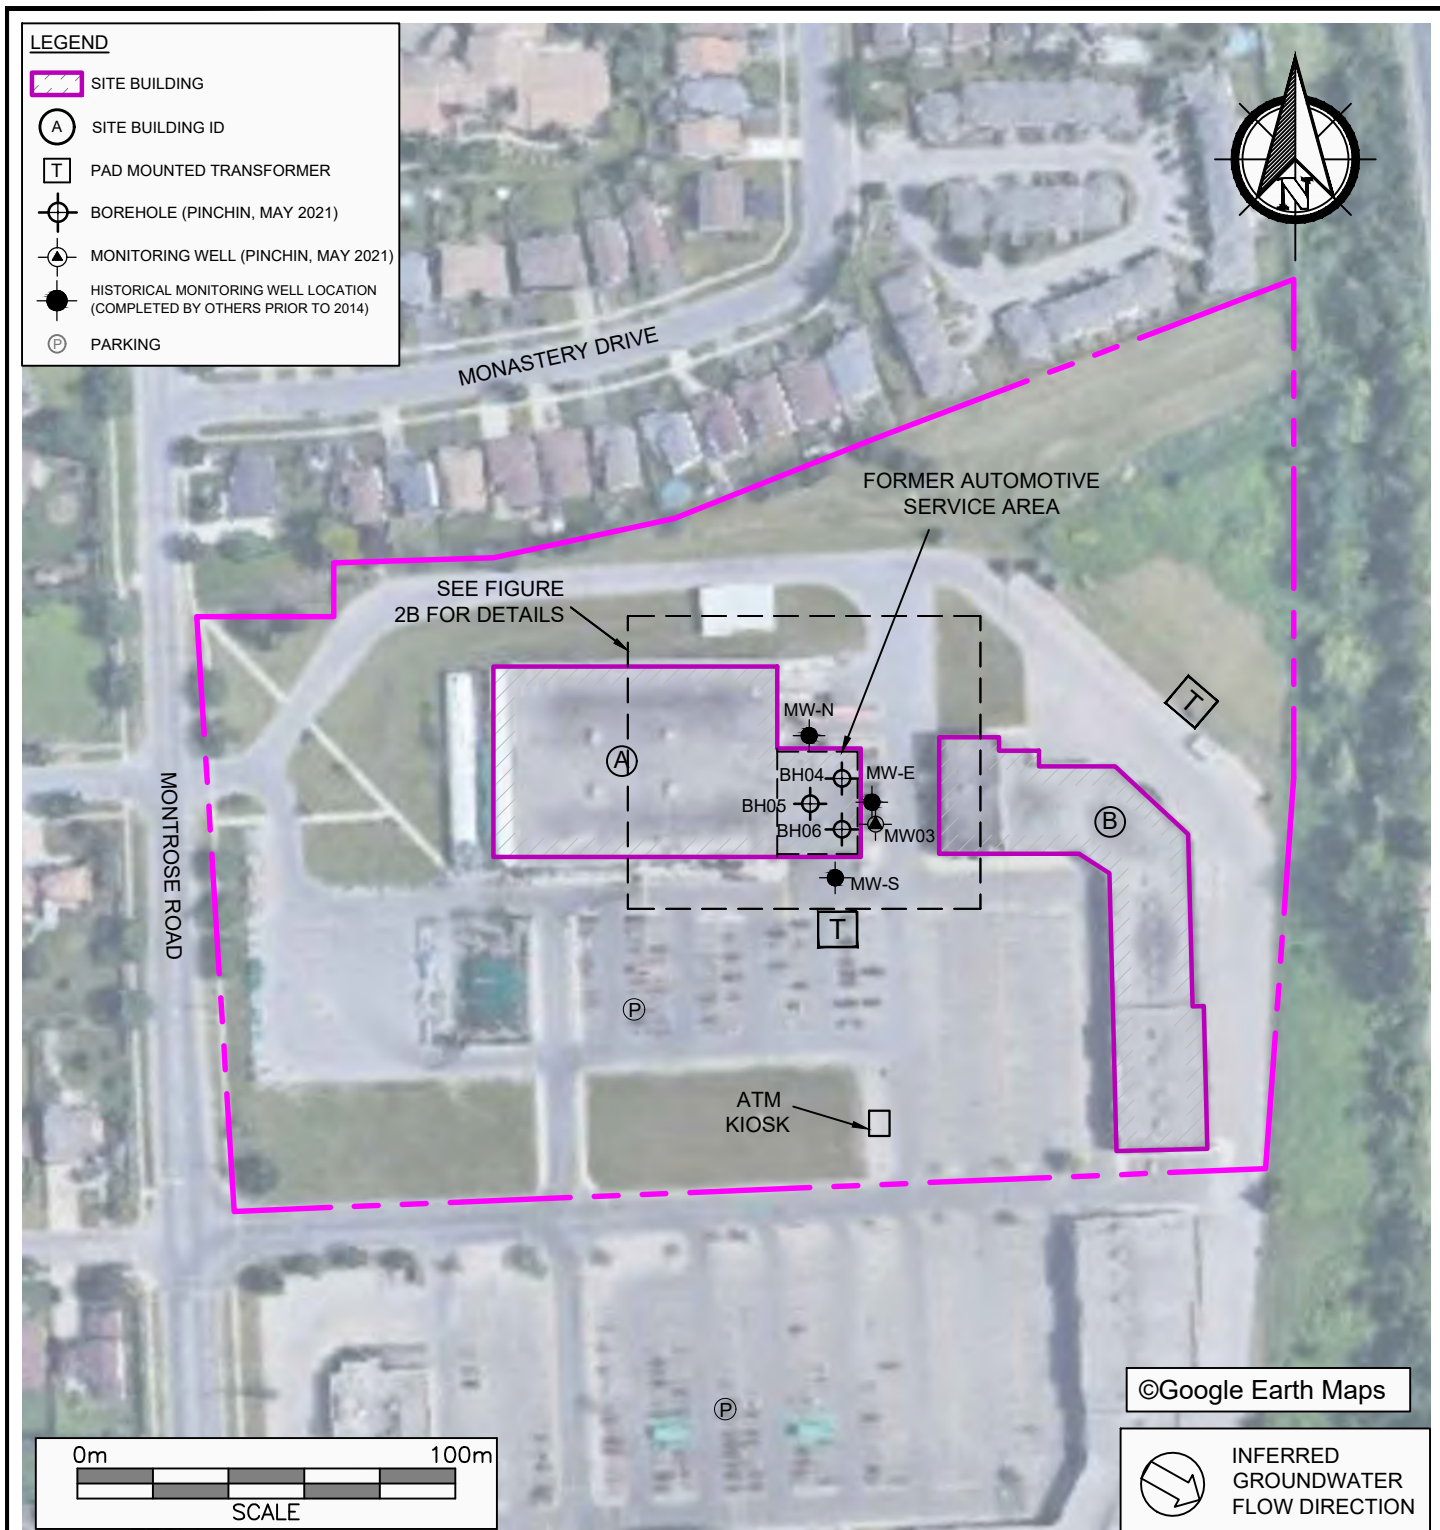 LEGEND
SITE BUILDING
A SITE BUILDING ID
T PAD MOUNTED TRANSFORMER
BOREHOLE (PINCHIN, MAY 2021)
MONITORING WELL (PINCHIN, MAY 2021)
HISTORICAL MONITORING WELL LOCATION
(COMPLETED BY OTHERS PRIOR TO 2014)
P PARKING
N
MONASTERY DRIVE
FORMER AUTOMOTIVE
SERVICE AREA
SEE FIGURE
2B FOR DETAILS
T
MW-N
A
BH04
MW-E
BH05
BH06
MW03
B
MONTROSE ROAD
MW-S
T
P
ATM
KIOSK
P
©Google Earth Maps
0m 100m
SCALE
INFERRED
GROUNDWATER
FLOW DIRECTION